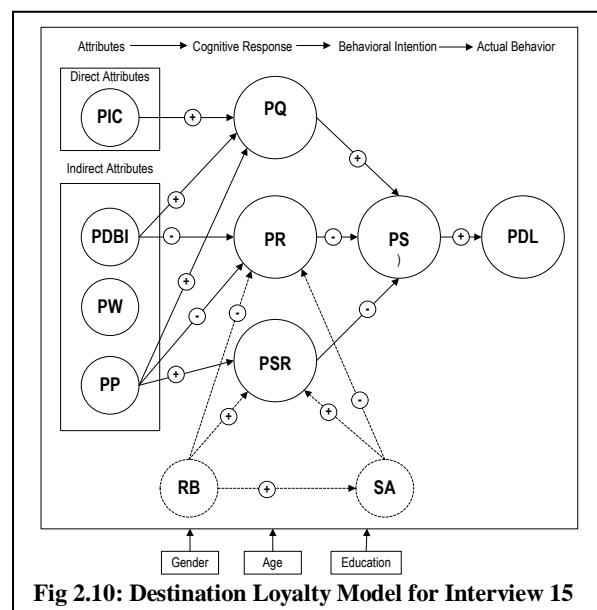 Attributes Cognitive Response Behavioral Intention Actual Behavior
Direct Attributes
PIC + PQ
+
Indirect Attributes
+
PDBI - PR - PS + PDL
)
+
PW
-
-
-
PP + PSR
-
+ +
RB + SA
Gender Age Education
Fig 2.10: Destination Loyalty Model for Interview 15